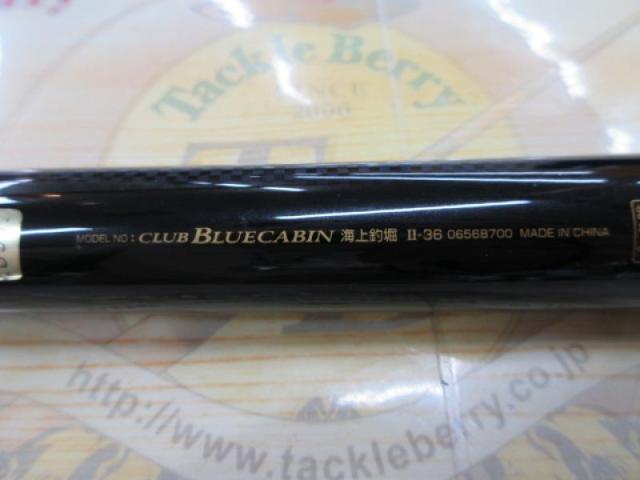 Tackle Berry
SINCE
2000
MODEL NO : CLUB BLUECABIN 海上釣堀 II-36 06568700 MADE IN CHINA
http://www.tackleberry.co.jp